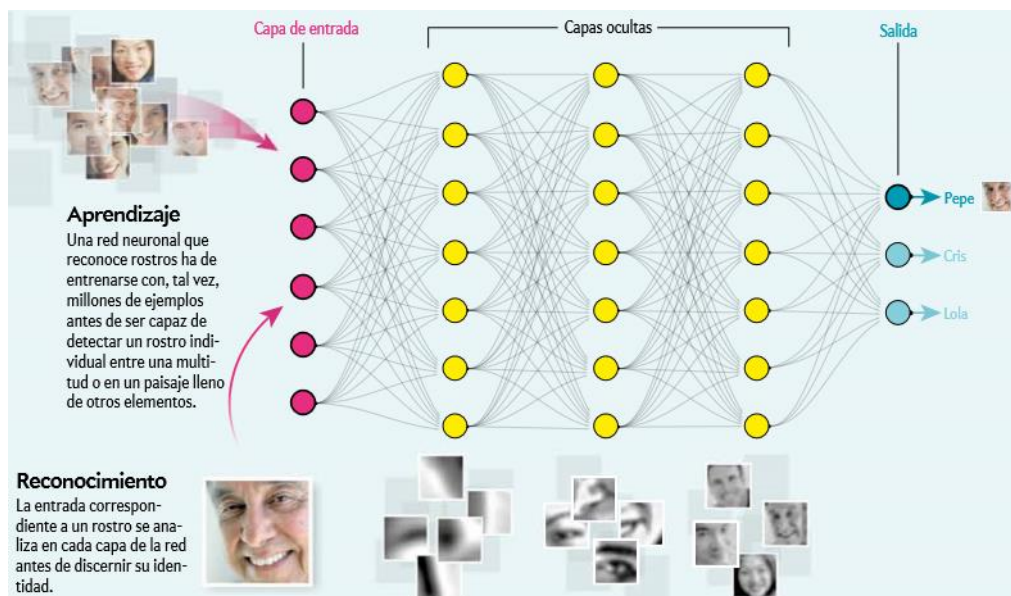 Capa de entrada
Capas ocultas
Salida
Pepe
Cris
Lola
Aprendizaje
Una red neuronal que
reconoce rostros ha de
entrenarse con, tal vez,
millones de ejemplos
antes de ser capaz de
detectar un rostro indi-
vidual entre una multi-
tud o en un paisaje lleno
de otros elementos.
Reconocimiento
La entrada correspon-
diente a un rostro se ana-
liza en cada capa de la red
antes de discernir su iden-
tidad.